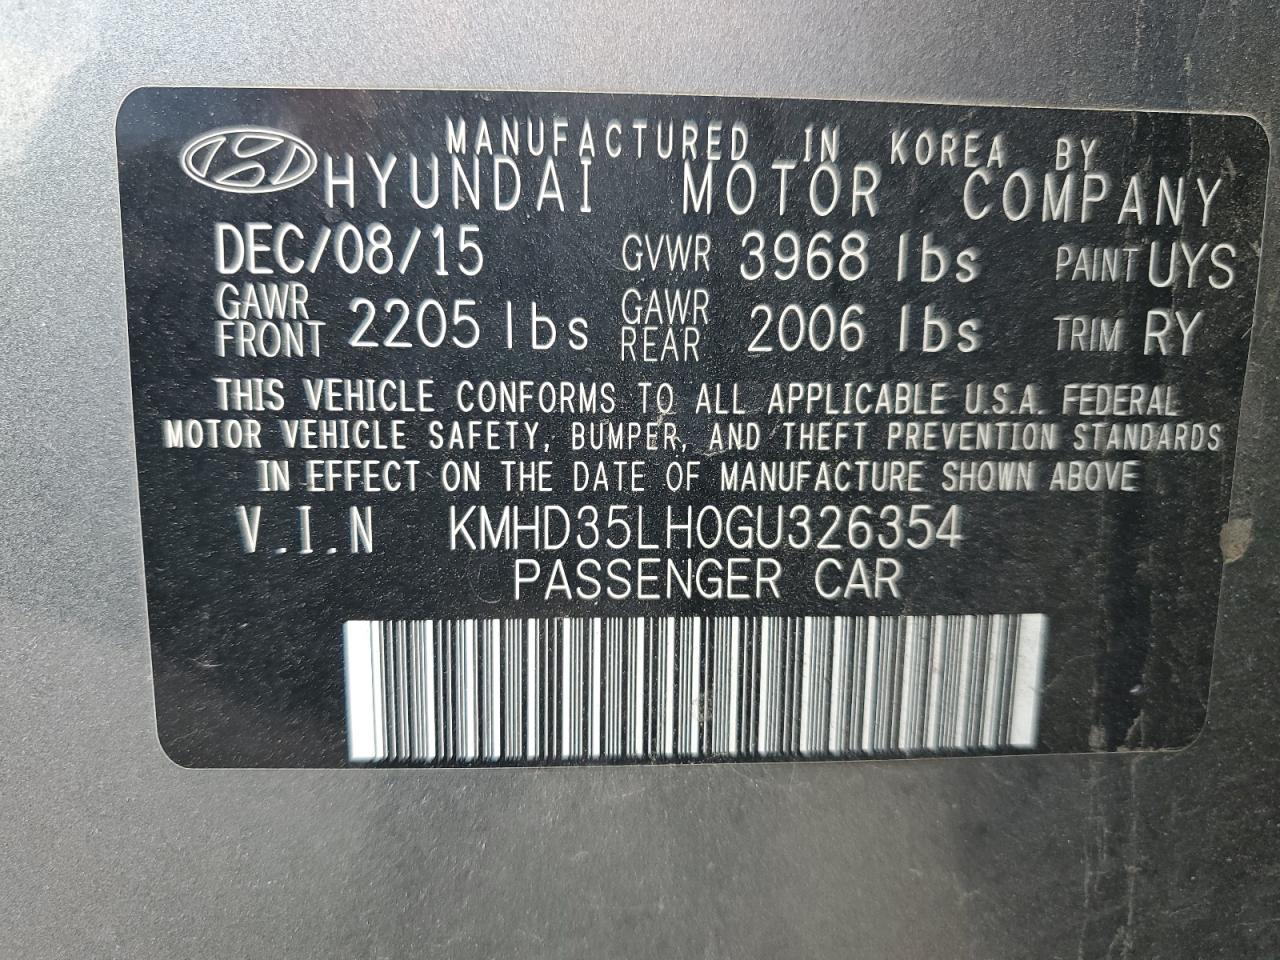 MANUFACTURED IN KOREA BY
HYUNDAI MOTOR COMPANY
DEC/08/15 GVWR 3968 lbs PAINT UYS
GAWR FRONT 2205 lbs GAWR REAR 2006 lbs TRIM RY
THIS VEHICLE CONFORMS TO ALL APPLICABLE U.S.A. FEDERAL
MOTOR VEHICLE SAFETY, BUMPER, AND THEFT PREVENTION STANDARDS
IN EFFECT ON THE DATE OF MANUFACTURE SHOWN ABOVE
V.I.N KMHD35LH0GU326354
PASSENGER CAR